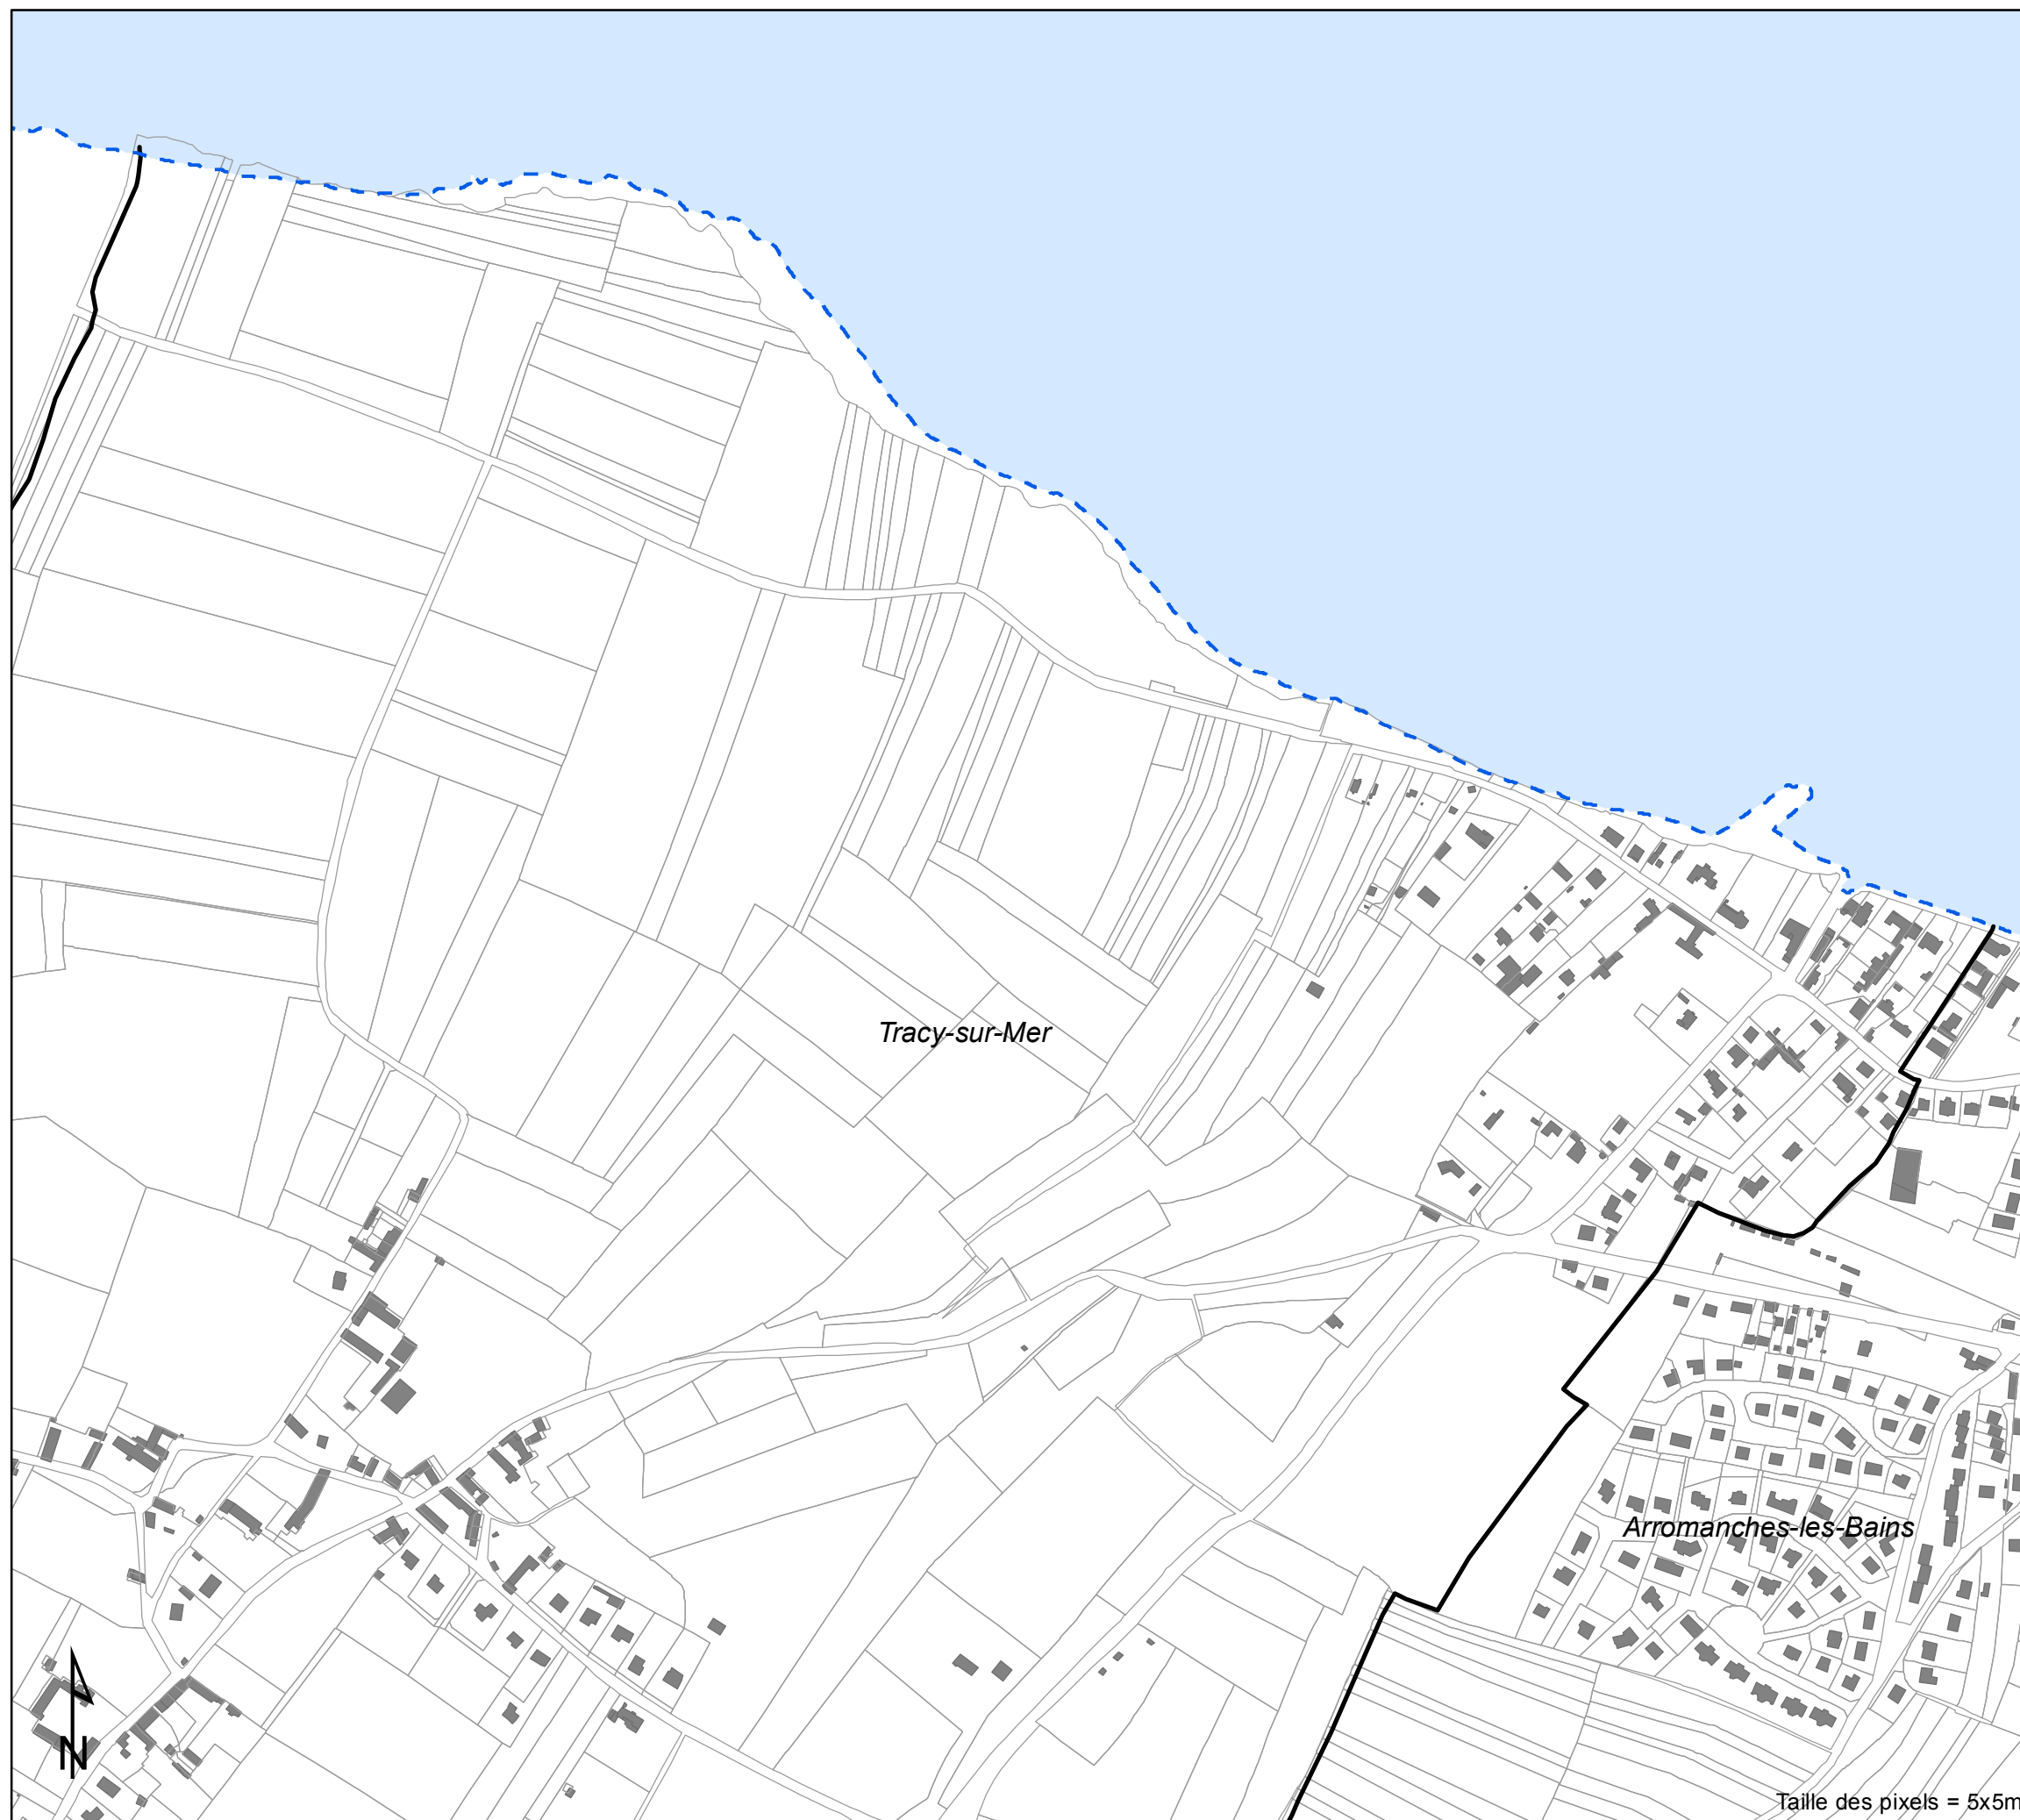 Tracy-sur-Mer
Arromanches-les-Bains
N
Taille des pixels = 5x5m